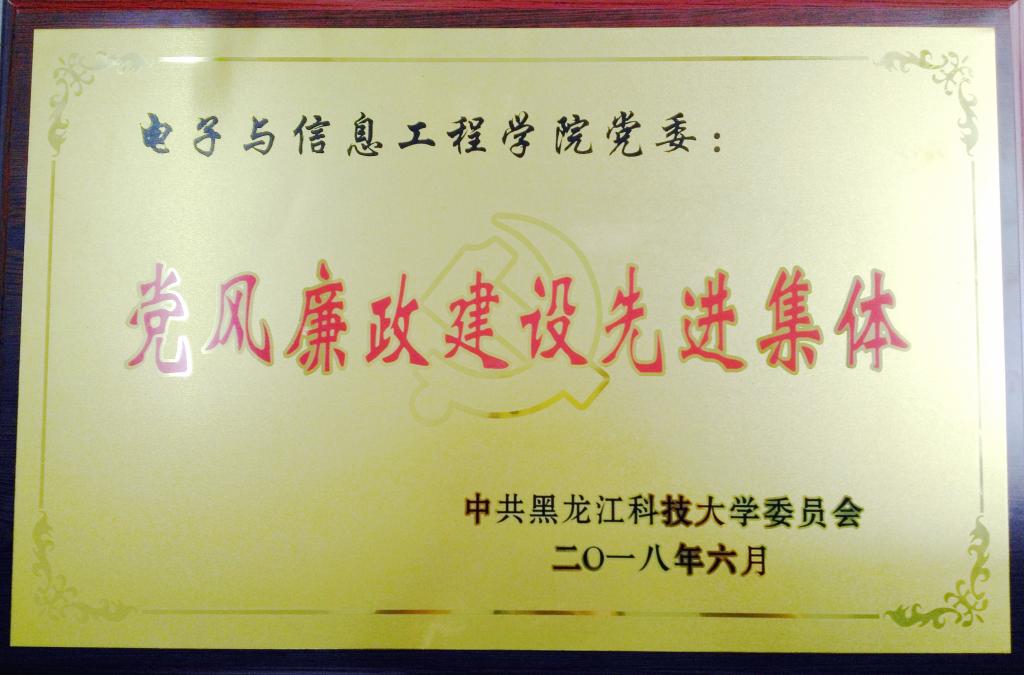 电子与信息工程学院党委：
党风廉政建设先进集体
中共黑龙江科技大学委员会
二〇一八年六月